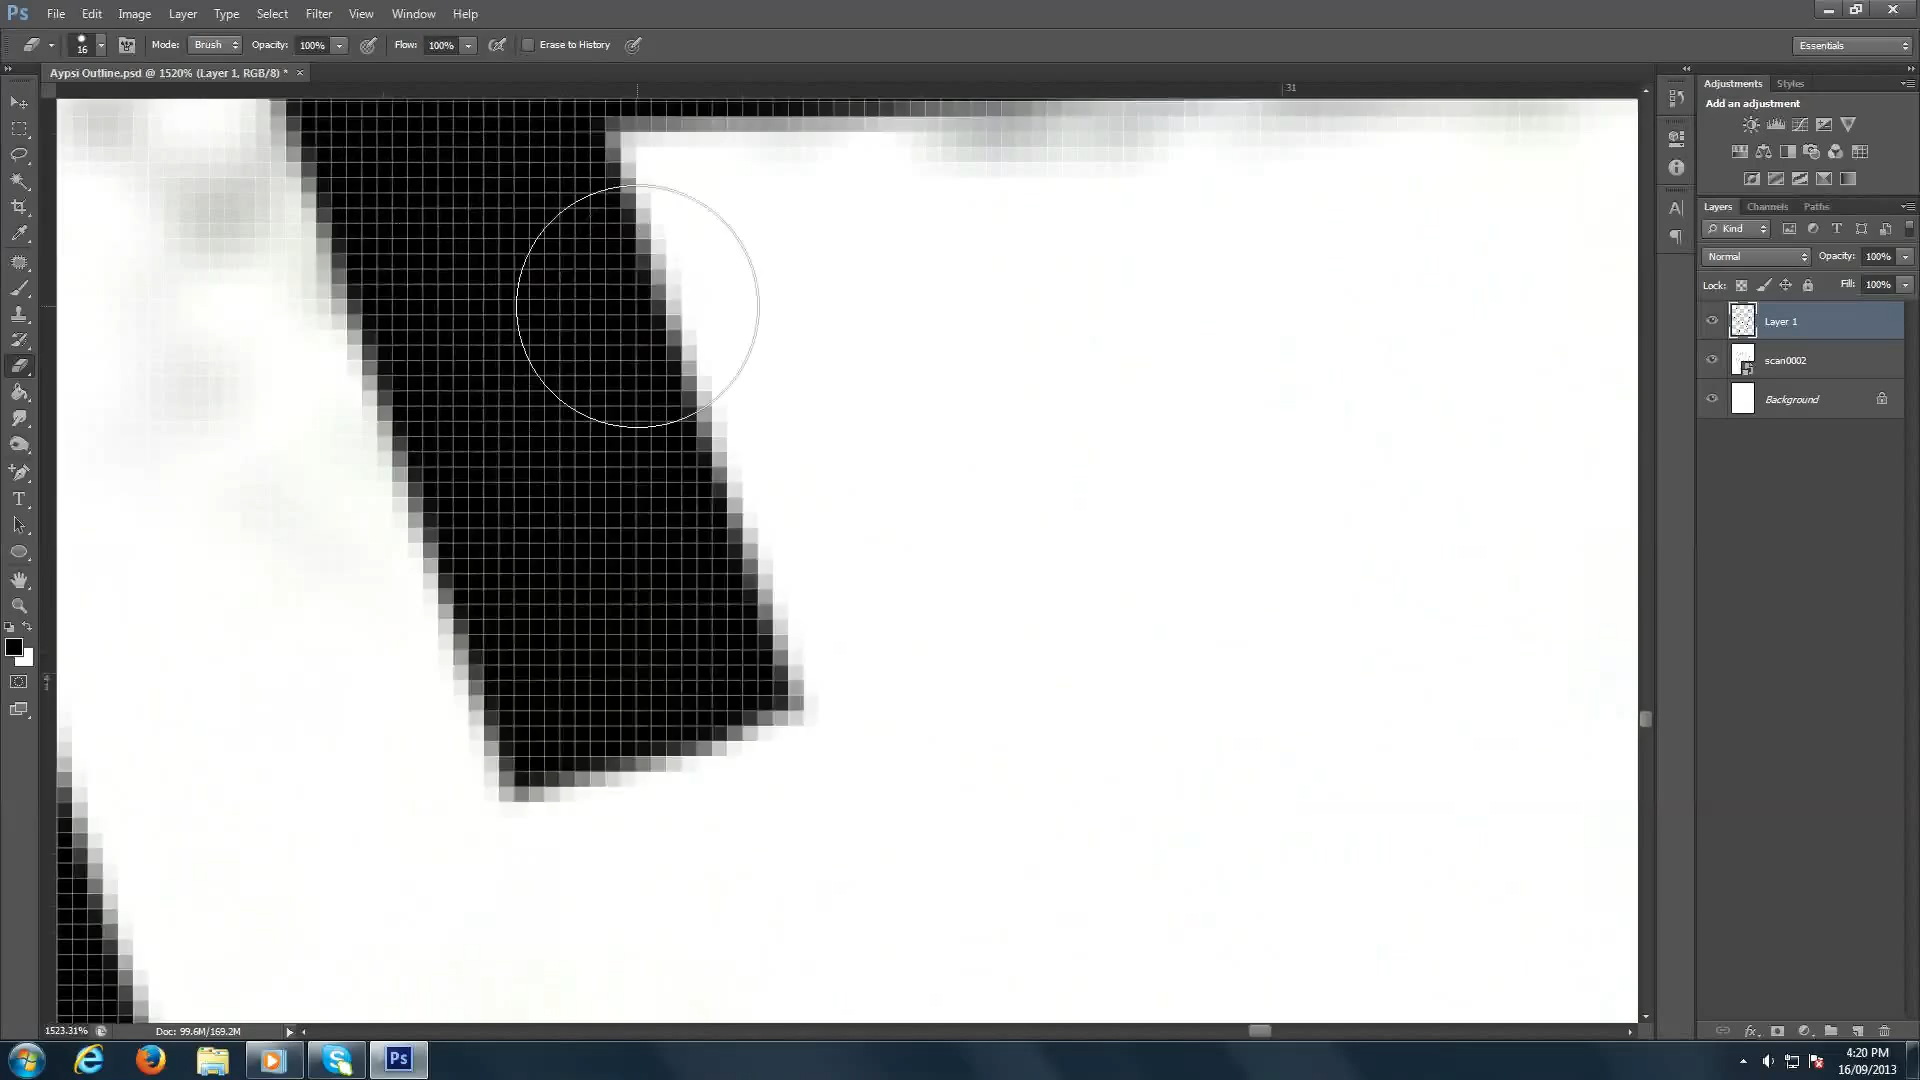 Ps File Edit Image Layer Type Select Filter View Window Help
16 Mode: Brush Opacity: 100% Flow: 100% Erase to History Essentials
Aypsi Outline.psd @ 1520% (Layer 1, RGB/8) * ×
31
Adjustments Styles
Add an adjustment
Layers Channels Paths
Kind
Normal Opacity: 100%
Lock: Fill: 100%
Layer 1
scan0002
Background
1523.31% Doc: 99.6M/169.2M
Ps
4:20 PM
16/09/2013